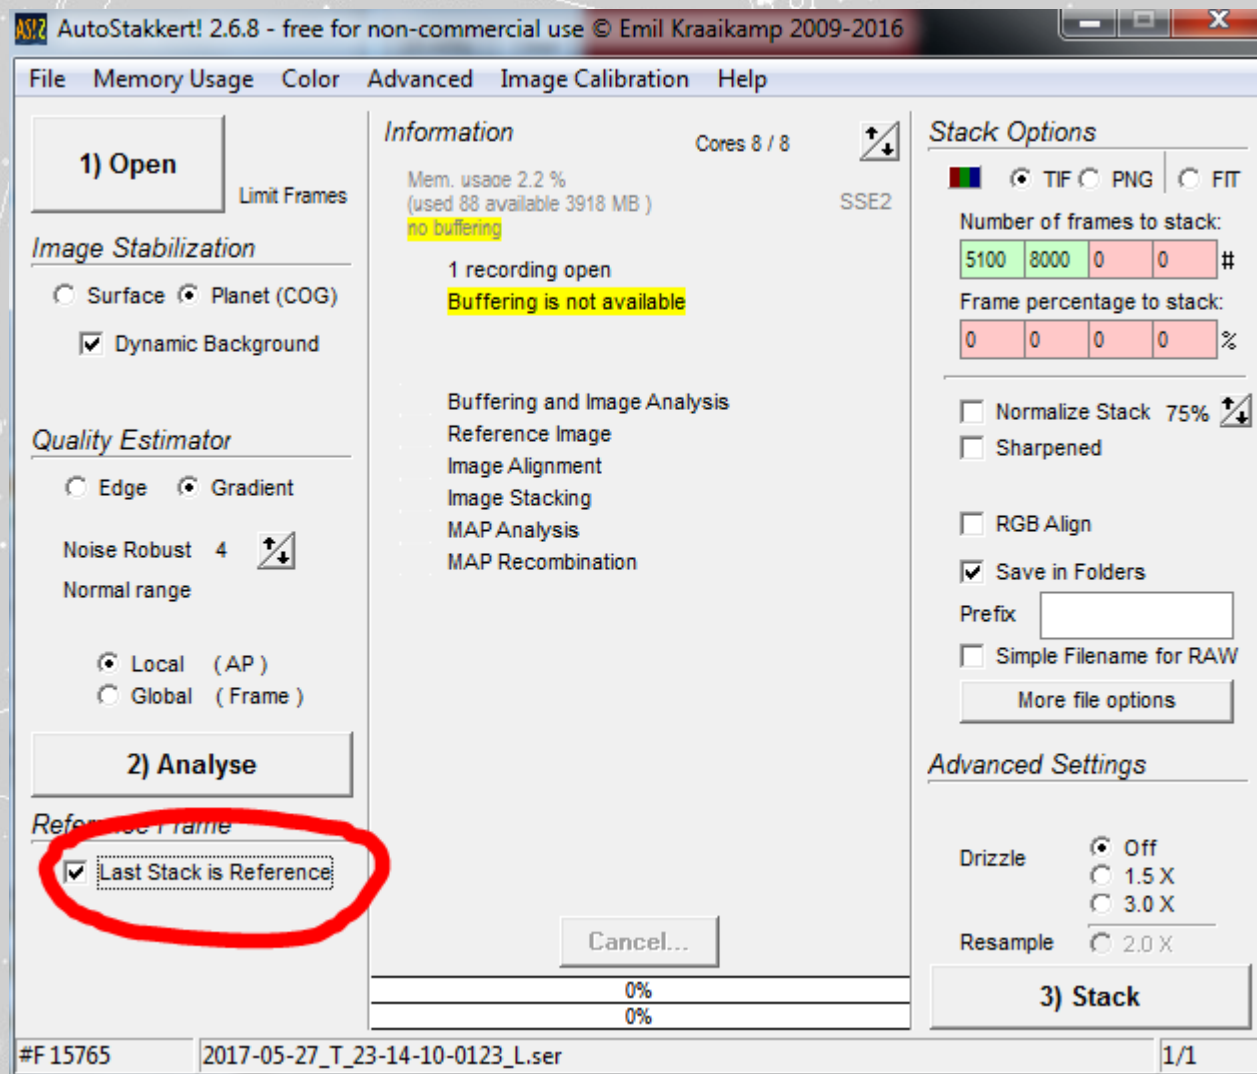 AS!2 AutoStakkert! 2.6.8 - free for non-commercial use © Emil Kraaikamp 2009-2016
File Memory Usage Color Advanced Image Calibration Help
1) Open
Limit Frames
Image Stabilization
Surface Planet (COG)
Dynamic Background
Quality Estimator
Edge Gradient
Noise Robust 4
Normal range
Local (AP)
Global (Frame)
2) Analyse
Reference Frame
Last Stack is Reference
Information
Cores 8 / 8
Mem. usage 2.2 %
(used 88 available 3918 MB )
SSE2
no buffering
1 recording open
Buffering is not available
Buffering and Image Analysis
Reference Image
Image Alignment
Image Stacking
MAP Analysis
MAP Recombination
Cancel...
0%
0%
Stack Options
TIF PNG FIT
Number of frames to stack:
5100 8000 0 0 #
Frame percentage to stack:
0 0 0 0 %
Normalize Stack 75%
Sharpened
RGB Align
Save in Folders
Prefix
Simple Filename for RAW
More file options
Advanced Settings
Drizzle
Off
1.5 X
3.0 X
Resample 2.0 X
3) Stack
#F 15765 2017-05-27_T_23-14-10-0123_L.ser 1/1